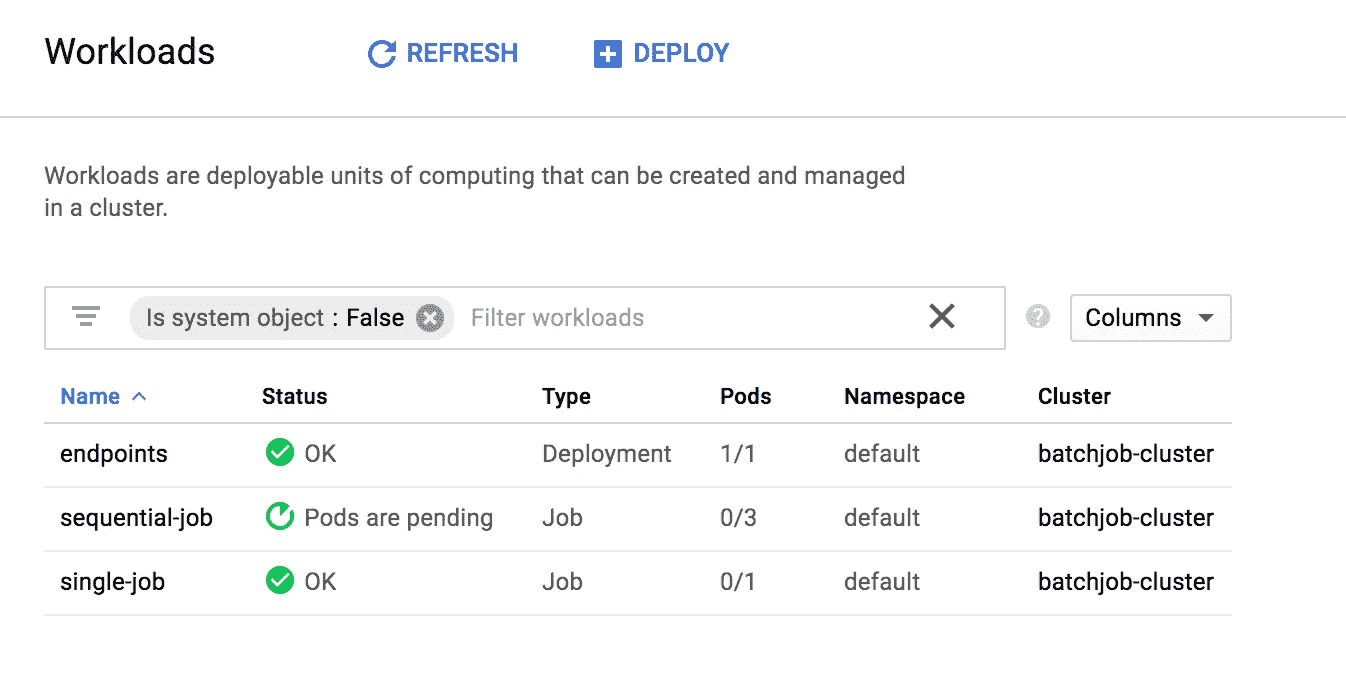 Workloads REFRESH DEPLOY
Workloads are deployable units of computing that can be created and managed
in a cluster.
Is system object : False Filter workloads Columns
Name Status Type Pods Namespace Cluster
endpoints OK Deployment 1/1 default batchjob-cluster
sequential-job Pods are pending Job 0/3 default batchjob-cluster
single-job OK Job 0/1 default batchjob-cluster